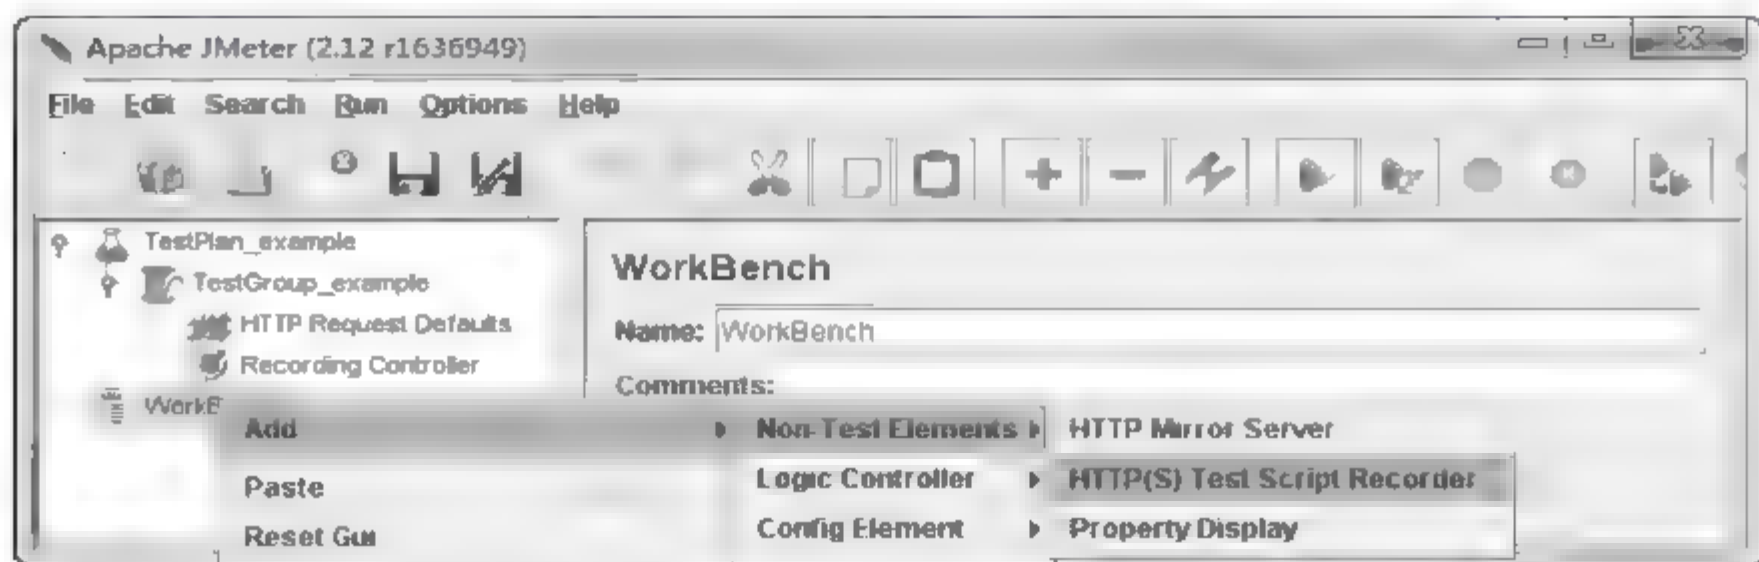 Apache JMeter (2.12 r1636949)
File Edit Search Run Options Help
TestPlan_example
TestGroup_example
HTTP Request Defaults
Recording Controller
WorkB
WorkBench
Name: WorkBench
Comments:
Add Non-Test Elements HTTP Mirror Server
Paste Logic Controller HTTP(S) Test Script Recorder
Reset Gui Config Element Property Display